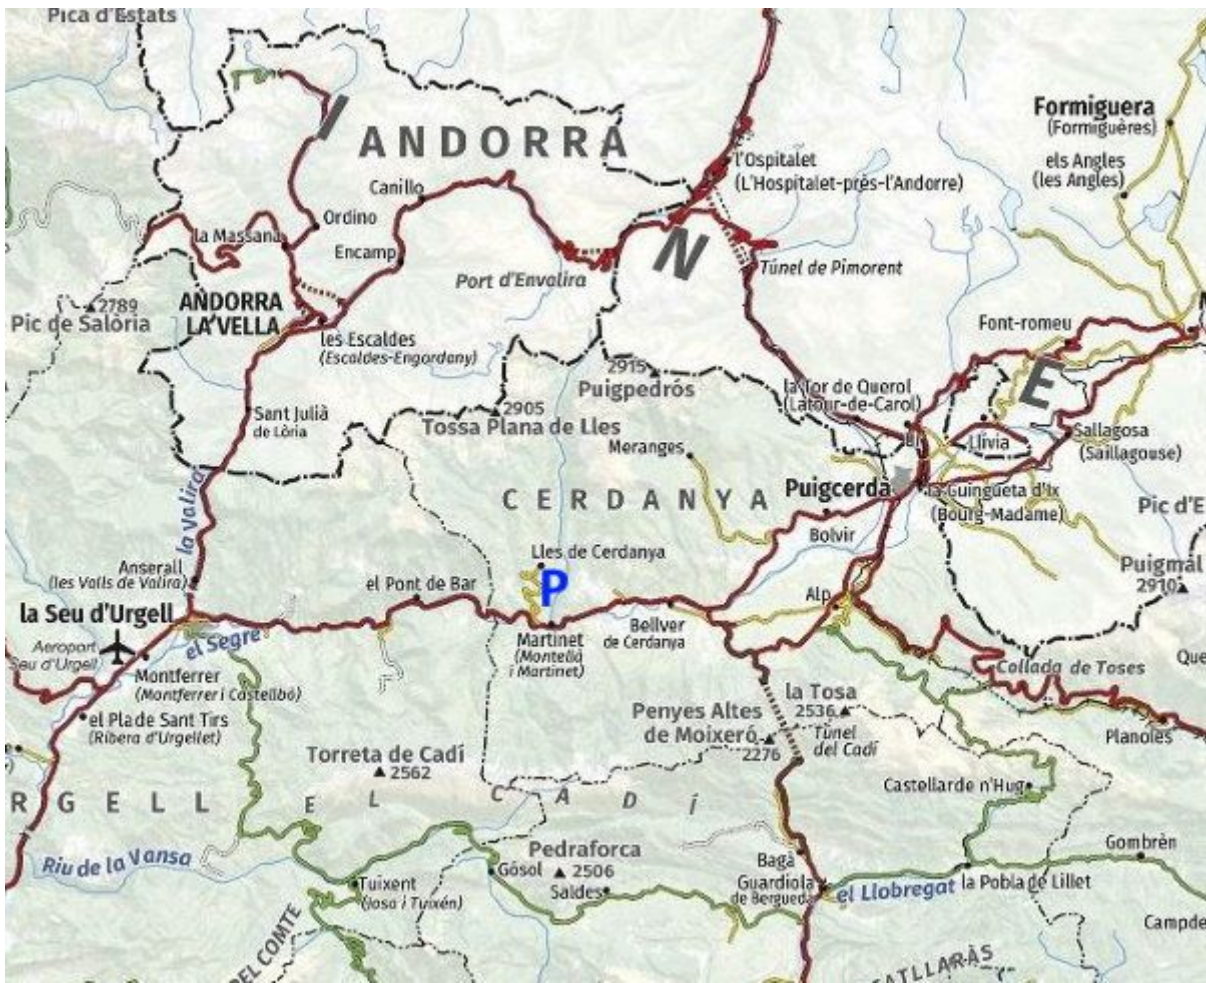 Pica d'Estats
Formiguera
(Formiguères)
ANDORRA
l'Ospitalet
(L'Hospitalet-près-l'Andorre)
els Angles
(les Angles)
Canillo
Ordino
la Massana
Encamp
I
N
E
Port d'Envalira
Túnel de Pimorent
ANDORRA
LA VELLA
2789
Pic de Salòria
les Escaldes
(Escaldes-Engordany)
Font-romeu
2915
Puigpedrós
la Tor de Querol
(Latour-de-Carol)
Sant Julià
de Lòria
2905
Tossa Plana de Lles
Ur
Llívia
Sallagosa
(Saillagouse)
Meranges
CERDANYA
Puigcerdà
la Guingueta d'Ix
(Bourg-Madame)
Pic d'E
la Valira
Bolvir
Lles de Cerdanya
P
Puigmal
2910
Anserall
(les Valls de Valira)
el Pont de Bar
Alp
la Seu d'Urgell
el Segre
Martinet
(Montellà
i Martinet)
Bellver
de Cerdanya
Aeroport
Seu d'Urgell
Montferrer
(Montferrer i Castellbò)
Collada de Toses
Que
el Pla de Sant Tirs
(Ribera d'Urgellet)
la Tosa
2536
Penyes Altes
de Moixeró
2276
Túnel
del Cadí
Planoles
Torreta de Cadí
2562
Castellar de n'Hug
RGELL
EL CADÍ
Riu de la Vansa
Pedraforca
2506
Gósol
Saldes
Bagà
Guardiola
de Berguedà
el Llobregat
la Pobla de Lillet
Gombrèn
Tuixent
(Josa i Tuixén)
DEL COMTE
Campde
CATLLARÀS